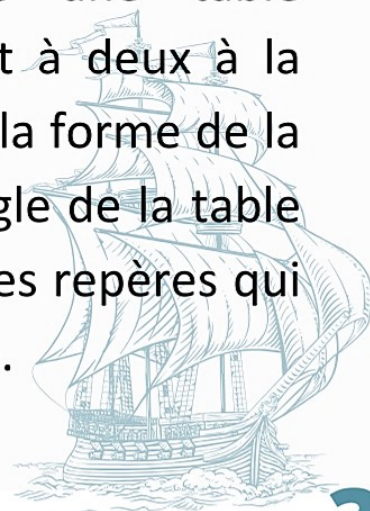 t à deux à la
la forme de la
gle de la table
es repères qui
.